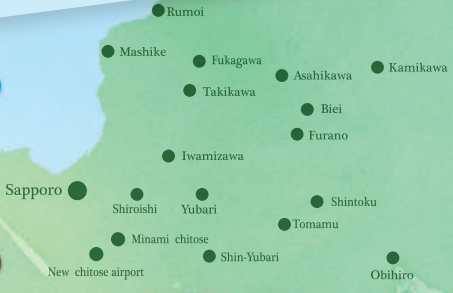 Rumoi
Mashike
Fukagawa
Kamikawa
Asahikawa
Takikawa
Biei
Furano
Iwamizawa
Sapporo
Shiroishi
Yubari
Shintoku
Tomamu
Minami chitose
Shin-Yubari
New chitose airport
Obihiro